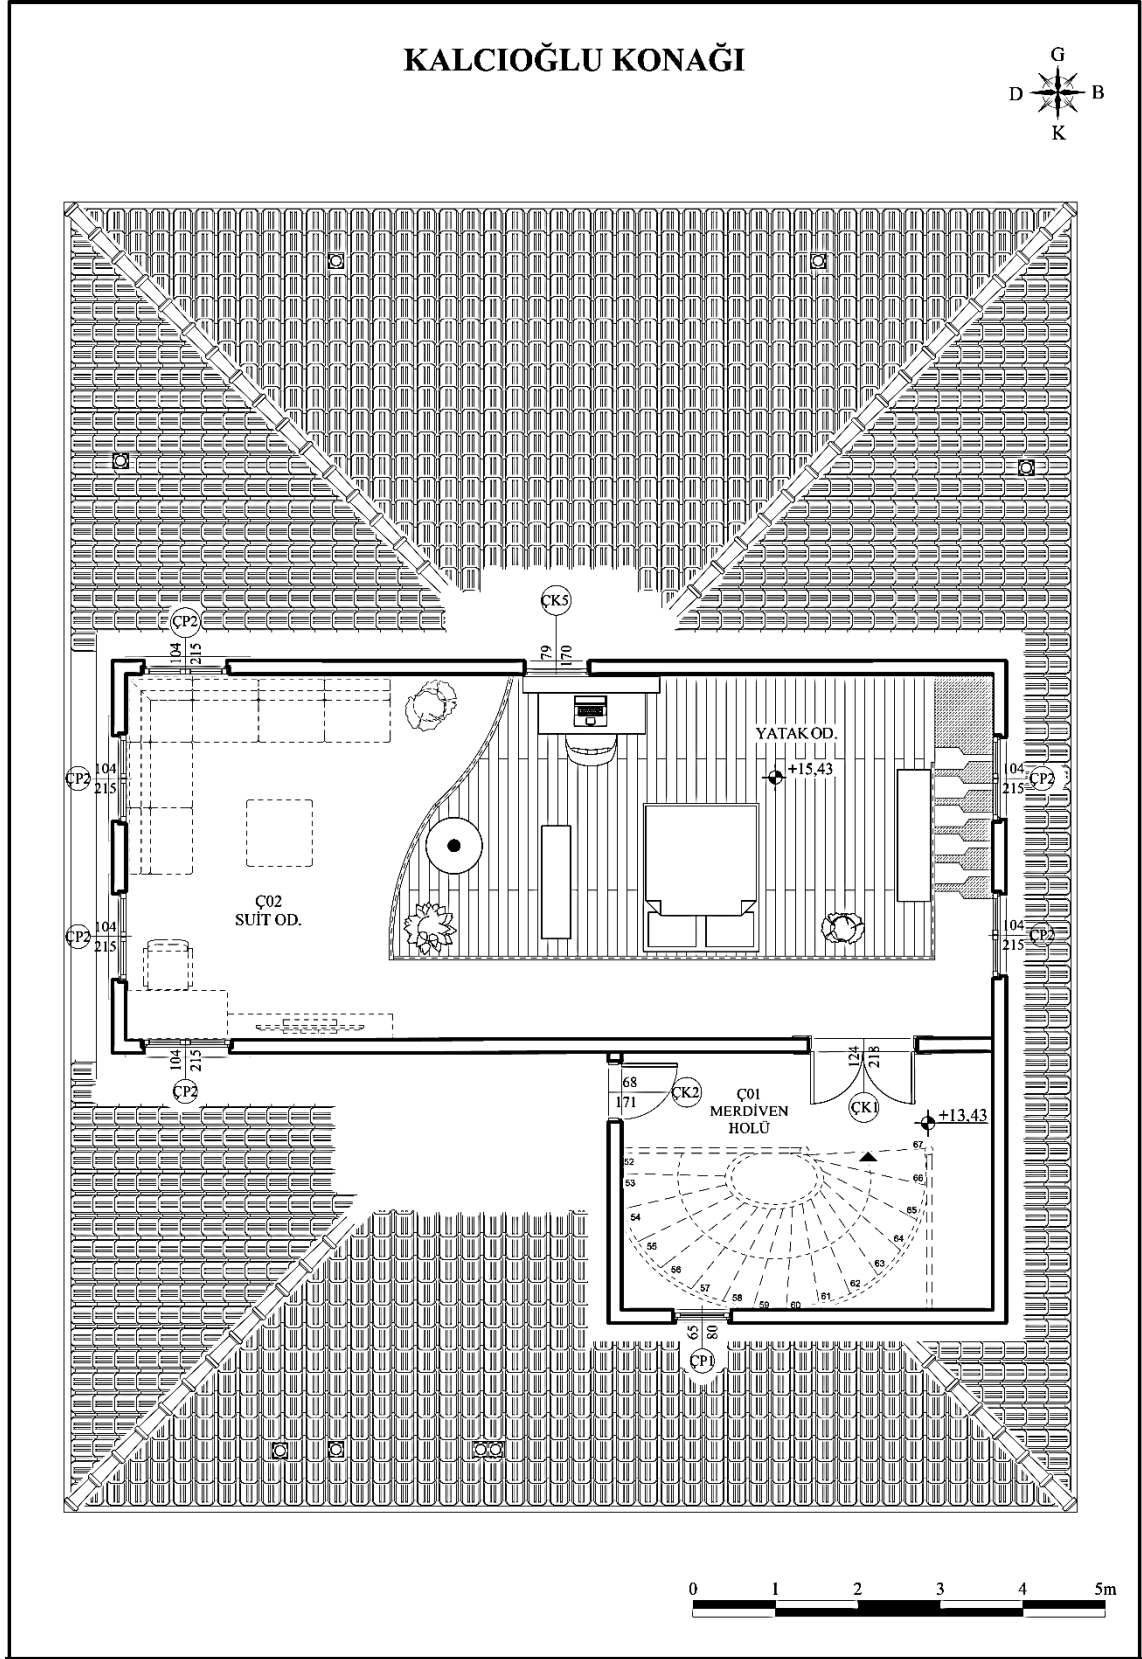 KALCIOĞLU KONAĞI
G
D B
K
ÇK5
ÇP2
104
215
79
170
YATAK OD.
+15,43
ÇP2
104
215
104
215
ÇP2
Ç02
SUİT OD.
ÇP2
104
215
104
215
ÇP2
104
215
ÇP2
124
218
ÇK1
68
171
ÇK2
Ç01
MERDİVEN
HOLÜ
+13,43
52
53
54
55
56
57
58
59
60
61
62
63
64
65
66
67
65
80
ÇP1
0 1 2 3 4 5m